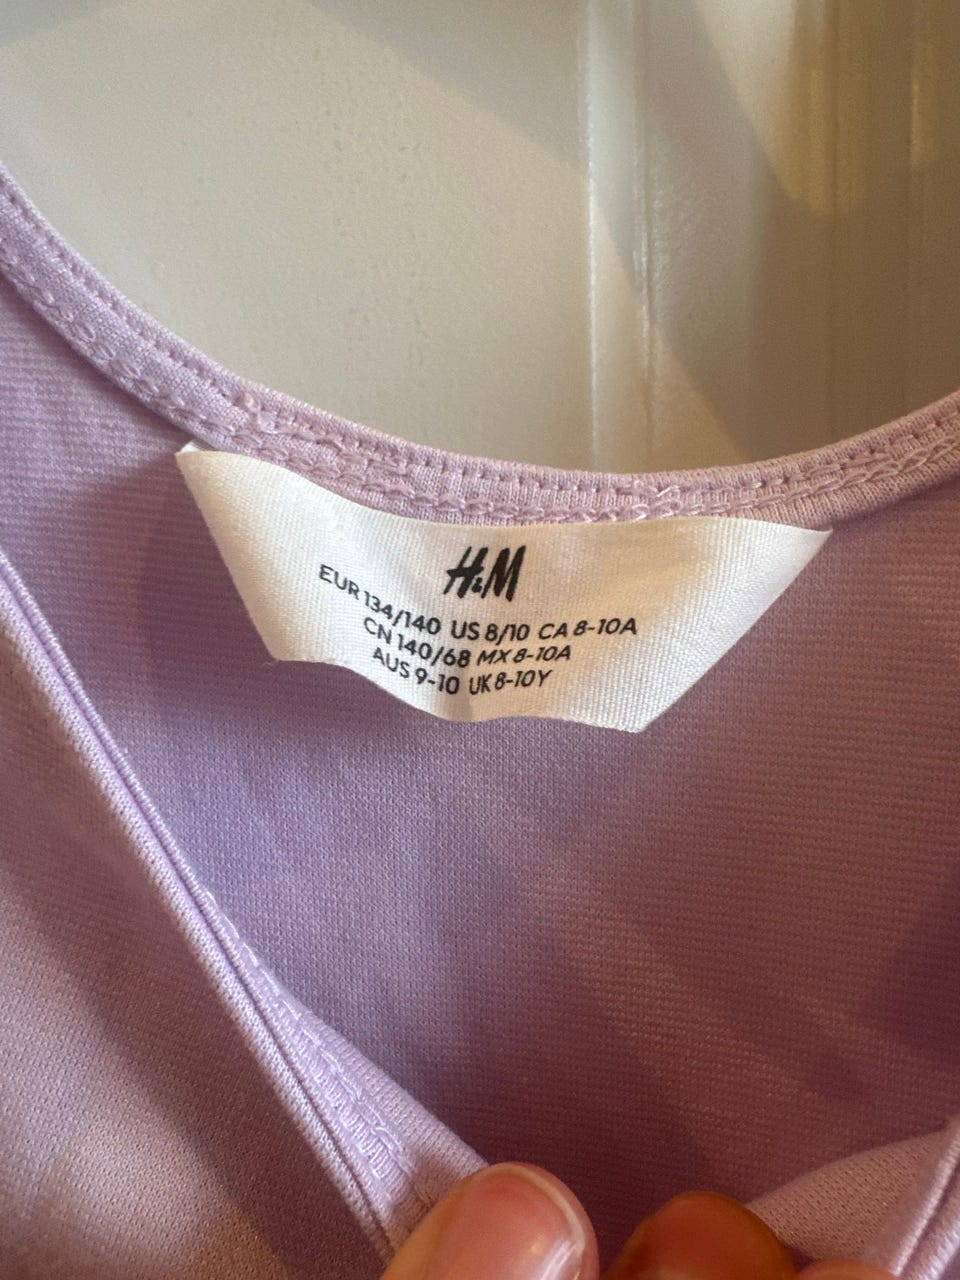 H&M
EUR 134/140 US 8/10 CA 8-10A
CN 140/68 MX 8-10A
AUS 9-10 UK 8-10Y